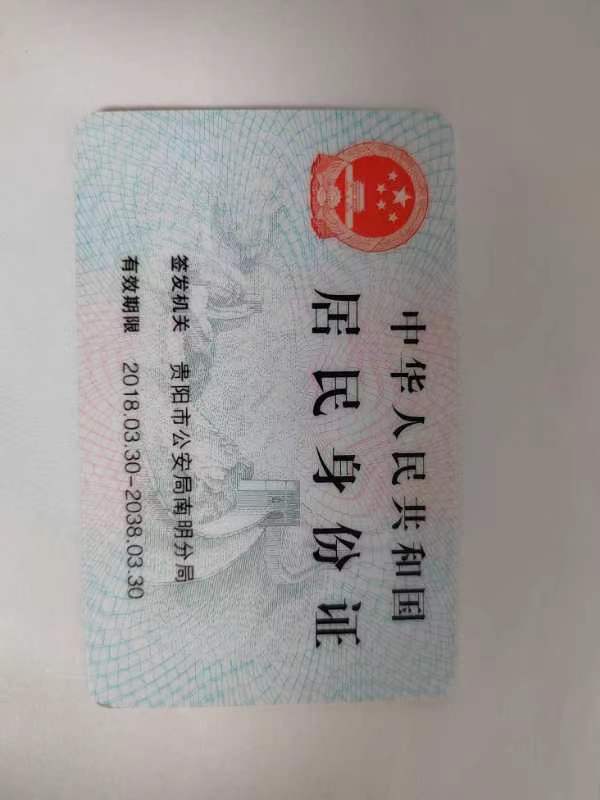 中华人民共和国
居民身份证
签发机关 贵阳市公安局南明分局
有效期限 2018.03.30-2038.03.30